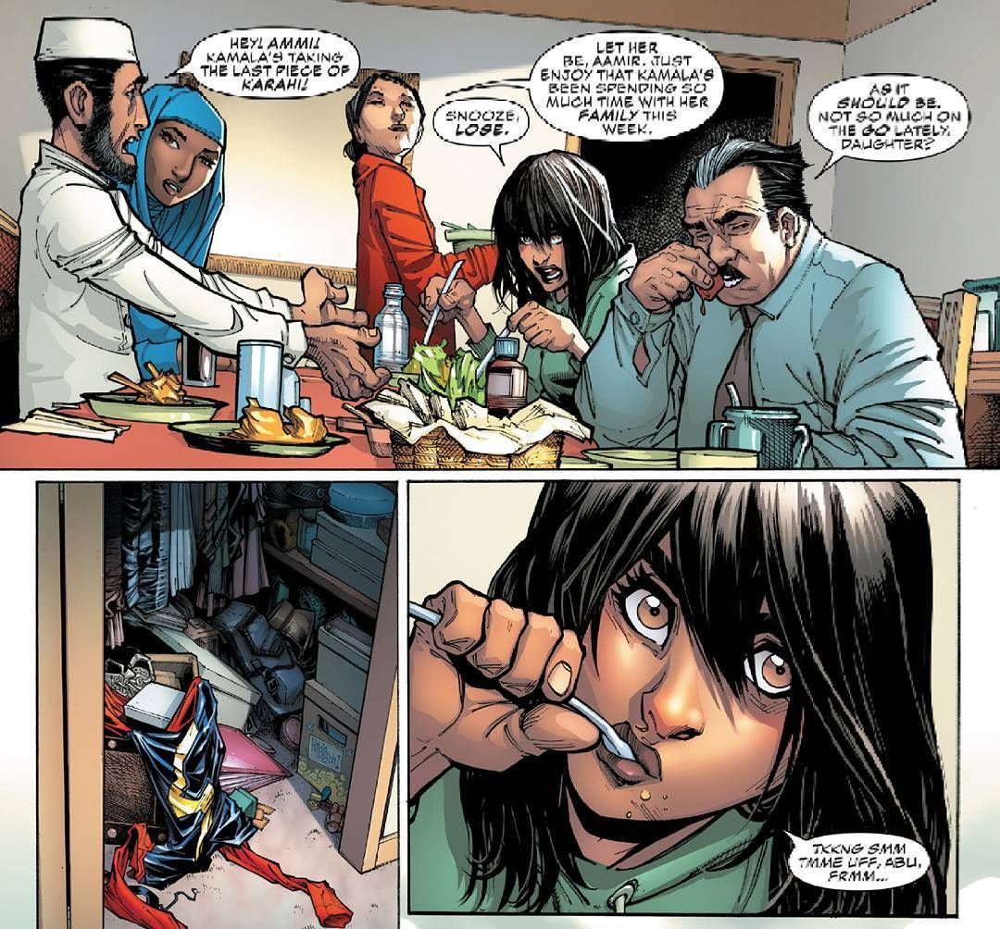 HEY! AMMI!
KAMALA'S TAKING
THE LAST PIECE OF
KARAHI!
SNOOZE,
LOSE.
LET HER
BE, AAMIR. JUST
ENJOY THAT KAMALA'S
BEEN SPENDING SO
MUCH TIME WITH HER
FAMILY THIS
WEEK.
AS IT
SHOULD BE.
NOT SO MUCH ON
THE GO LATELY,
DAUGHTER?
TKKNG SMM
TMME UFF, ABU,
FRMM...